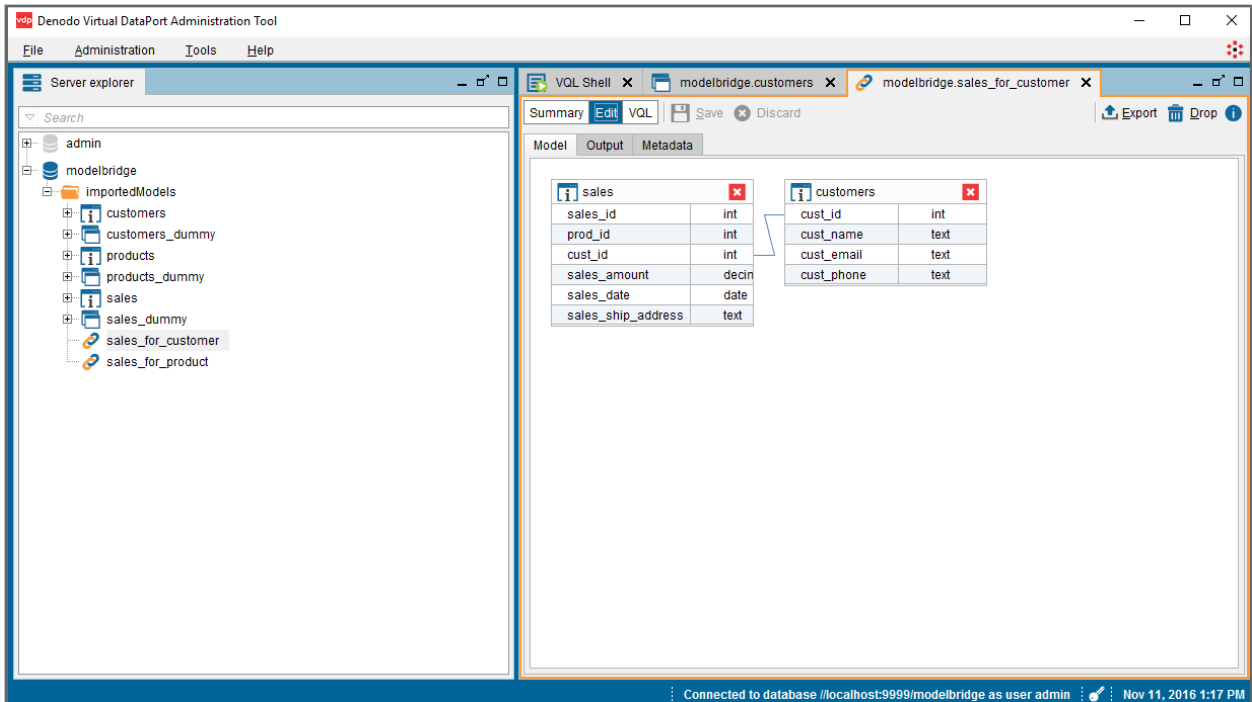 vdp Denodo Virtual DataPort Administration Tool
File Administration Tools Help
Server explorer
Search
admin
modelbridge
importedModels
customers
customers_dummy
products
products_dummy
sales
sales_dummy
sales_for_customer
sales_for_product
VQL Shell modelbridge.customers modelbridge.sales_for_customer
Summary Edit VQL Save Discard Export Drop
Model Output Metadata
sales
sales_id int
prod_id int
cust_id int
sales_amount decin
sales_date date
sales_ship_address text
customers
cust_id int
cust_name text
cust_email text
cust_phone text
Connected to database //localhost:9999/modelbridge as user admin Nov 11, 2016 1:17 PM